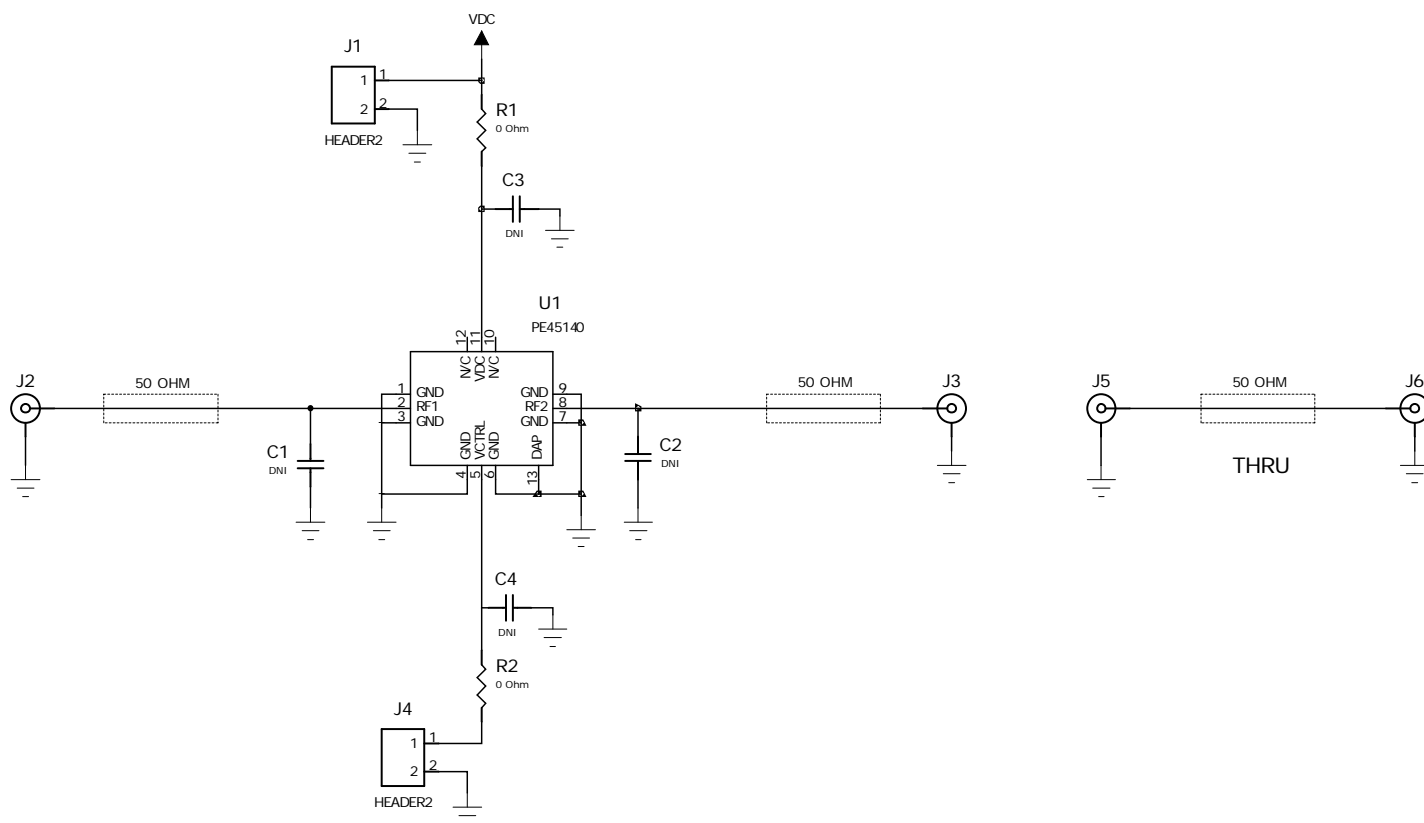 VDC
J1
1 1
2 2
HEADER2
R1
0 Ohm
C3
DNI
U1
PE45140
12 11 10
N/C VDC N/C
J2
50 OHM
1 GND
2 RF1
3 GND
GND 9
RF2 8
GND 7
GND VCTRL GND DAP
4 5 6 13
C1
DNI
C2
DNI
50 OHM
J3
J5
50 OHM
J6
THRU
C4
DNI
R2
0 Ohm
J4
1 1
2 2
HEADER2